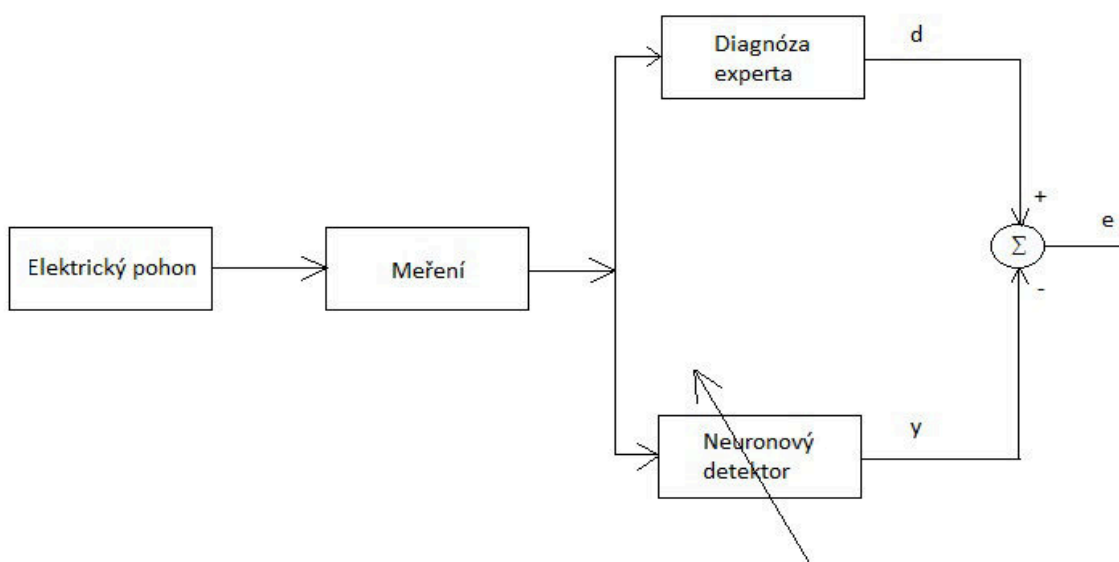 Diagnóza
experta
d
+
Σ
e
-
Elektrický pohon
Meření
Neuronový
detektor
y